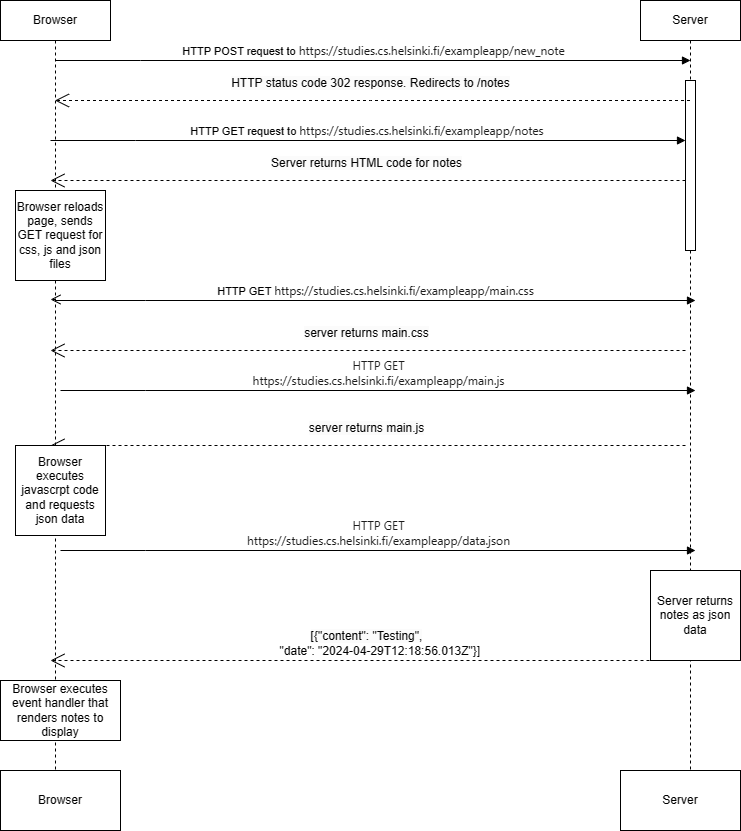 Browser
Server
HTTP POST request to https://studies.cs.helsinki.fi/exampleapp/new_note
HTTP status code 302 response. Redirects to /notes
HTTP GET request to https://studies.cs.helsinki.fi/exampleapp/notes
Server returns HTML code for notes
Browser reloads
page, sends
GET request for
css, js and json
files
HTTP GET https://studies.cs.helsinki.fi/exampleapp/main.css
server returns main.css
HTTP GET
https://studies.cs.helsinki.fi/exampleapp/main.js
server returns main.js
Browser
executes
javascrpt code
and requests
json data
HTTP GET
https://studies.cs.helsinki.fi/exampleapp/data.json
Server returns
notes as json
data
[{"content": "Testing",
"date": "2024-04-29T12:18:56.013Z"}]
Browser executes
event handler that
renders notes to
display
Browser
Server